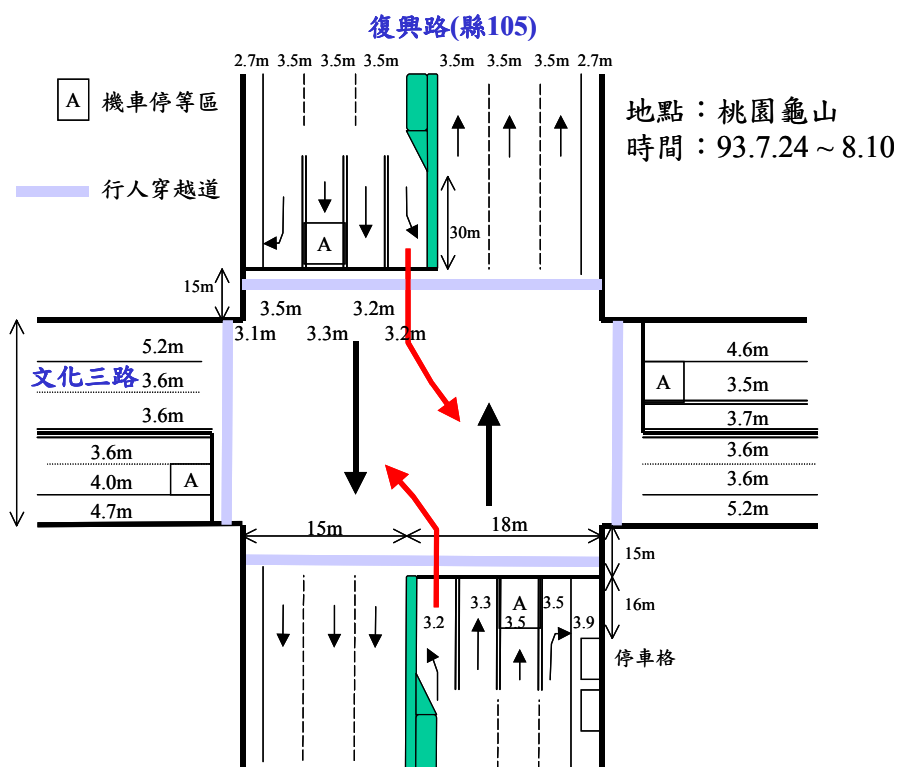 復興路(縣105)
2.7m 3.5m 3.5m 3.5m 3.5m 3.5m 3.5m 2.7m
A 機車停等區
地點：桃園龜山
時間：93.7.24 ~ 8.10
行人穿越道
A
30m
15m
3.5m 3.2m
3.1m 3.3m 3.2m
5.2m
文化三路 3.6m
3.6m
3.6m
4.0m A
4.7m
4.6m
A 3.5m
3.7m
3.6m
3.6m
5.2m
15m 18m
15m
16m
3.3 A 3.5
3.2 3.5 3.9
停車格